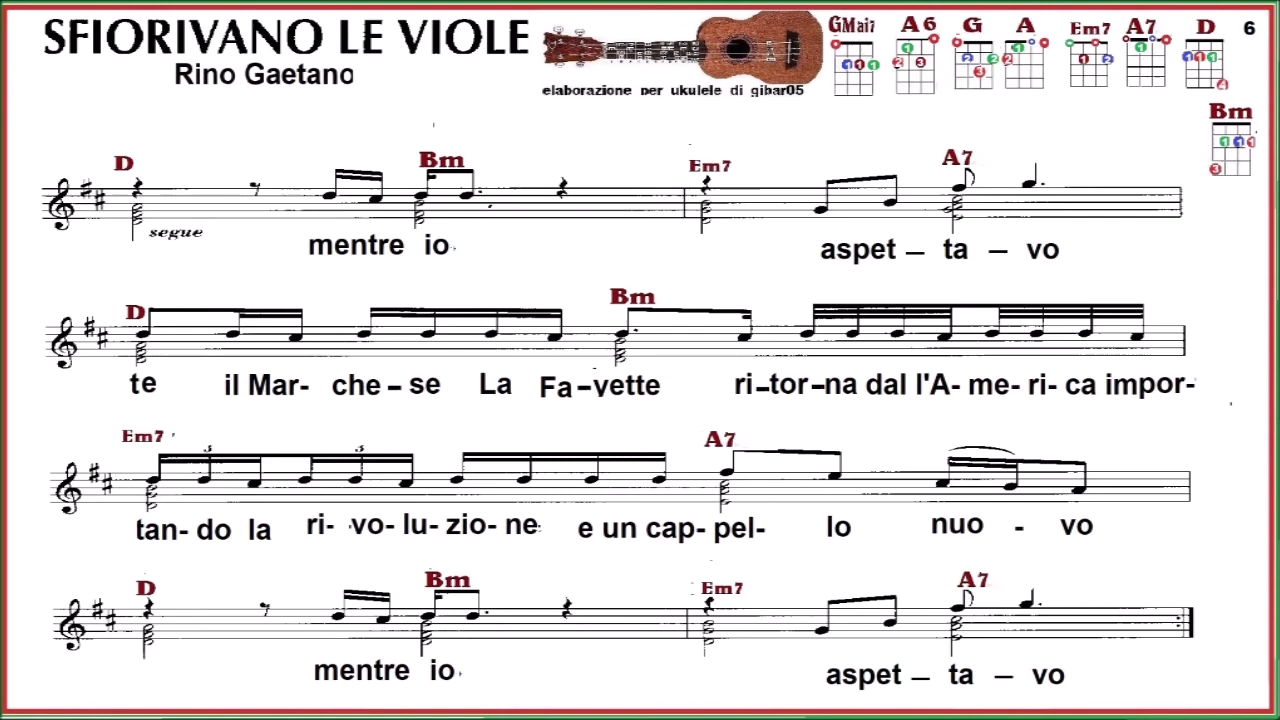 SFIORIVANO LE VIOLE
Rino Gaetano
elaborazione per ukulele di gibar05
GMai7 A6 G A Em7 A7 D 6
Bm
D Bm Em7 A7
segue
mentre io aspet – ta – vo
D Bm
te il Mar- che – se La Fa – vette ri – tor – na dal l'A- me- ri- ca impor-
Em7 A7
3 3
tan- do la ri- vo- lu- zio- ne e un cap- pel- lo nuo - vo
D Bm Em7 A7
mentre io aspet – ta – vo